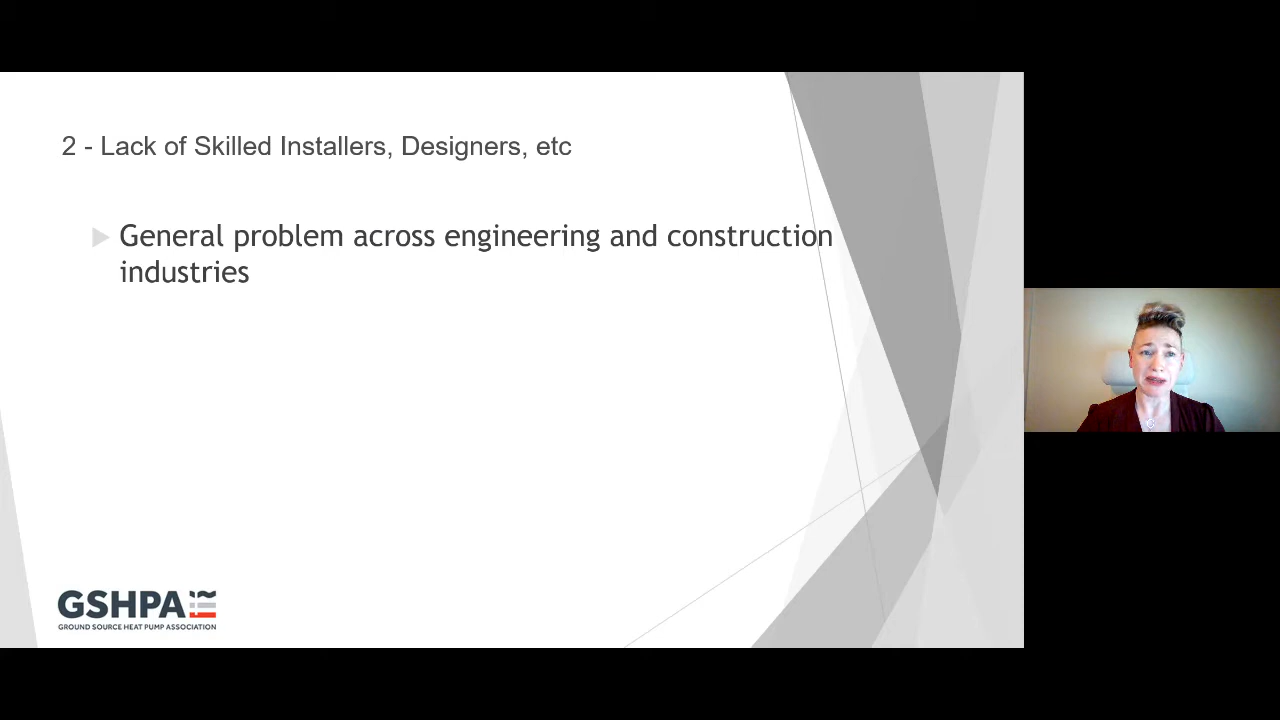 2 - Lack of Skilled Installers, Designers, etc
General problem across engineering and construction
industries
GSHPA
GROUND SOURCE HEAT PUMP ASSOCIATION